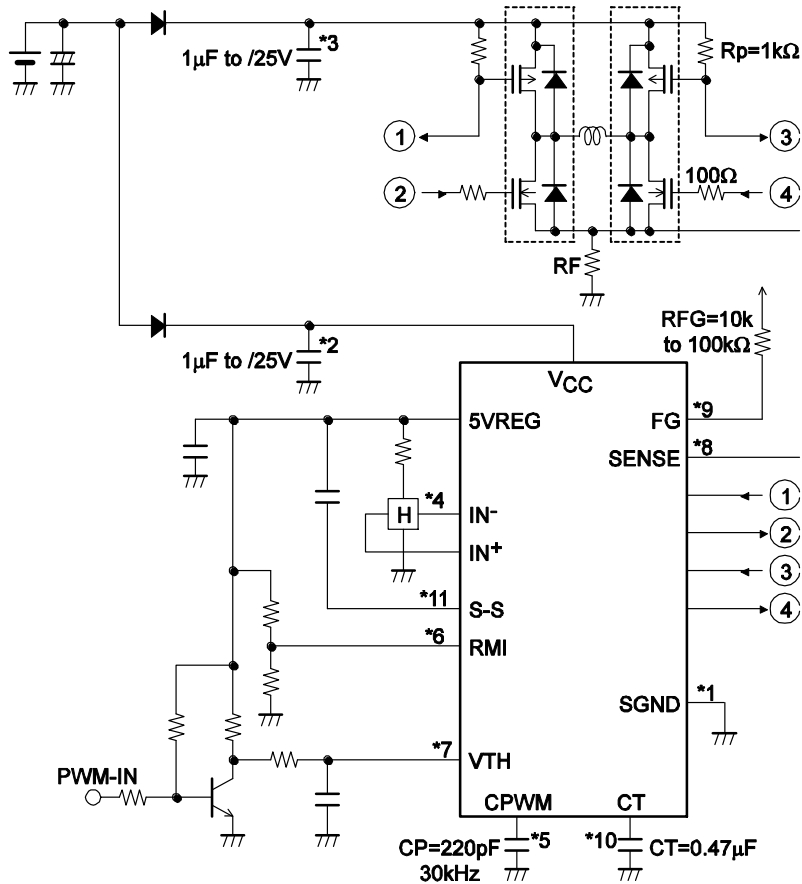 *3
1μF to /25V
Rp=1kΩ
1
3
2
100Ω
4
RF
RFG=10k
to 100kΩ
*2
1μF to /25V
VCC
*9
5VREG
FG
*8
SENSE
*4
H
IN-
1
IN+
2
3
*11
S-S
4
*6
RMI
*1
SGND
*7
VTH
PWM-IN
CPWM
CT
CP=220pF
30kHz
*5
*10
CT=0.47μF